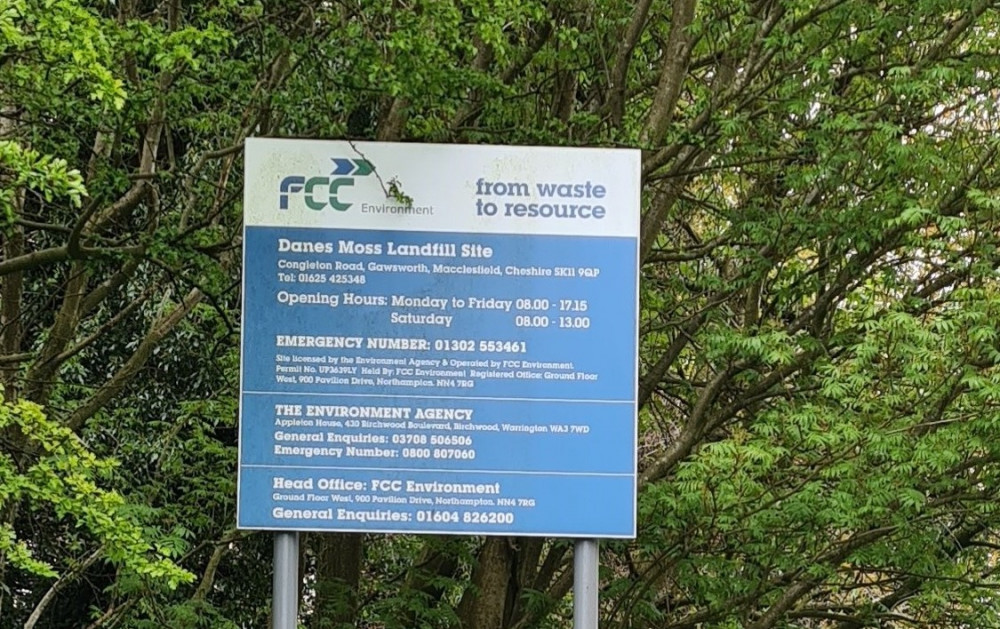 FCC Environment
from waste
to resource
Danes Moss Landfill Site
Congleton Road, Gawsworth, Macclesfield, Cheshire SK11 9QP
Tel: 01625 425348
Opening Hours: Monday to Friday 08.00 - 17.15
Saturday 08.00 - 13.00
EMERGENCY NUMBER: 01302 553461
Site licensed by the Environment Agency & Operated by FCC Environment.
Permit No. UP3639LY Held By: FCC Environment Registered Office: Ground Floor
West, 900 Pavilion Drive, Northampton. NN4 7RG
THE ENVIRONMENT AGENCY
Appleton House, 430 Birchwood Boulevard, Birchwood, Warrington WA3 7WD
General Enquiries: 03708 506506
Emergency Number: 0800 807060
Head Office: FCC Environment
Ground Floor West, 900 Pavilion Drive, Northampton. NN4 7RG
General Enquiries: 01604 826200